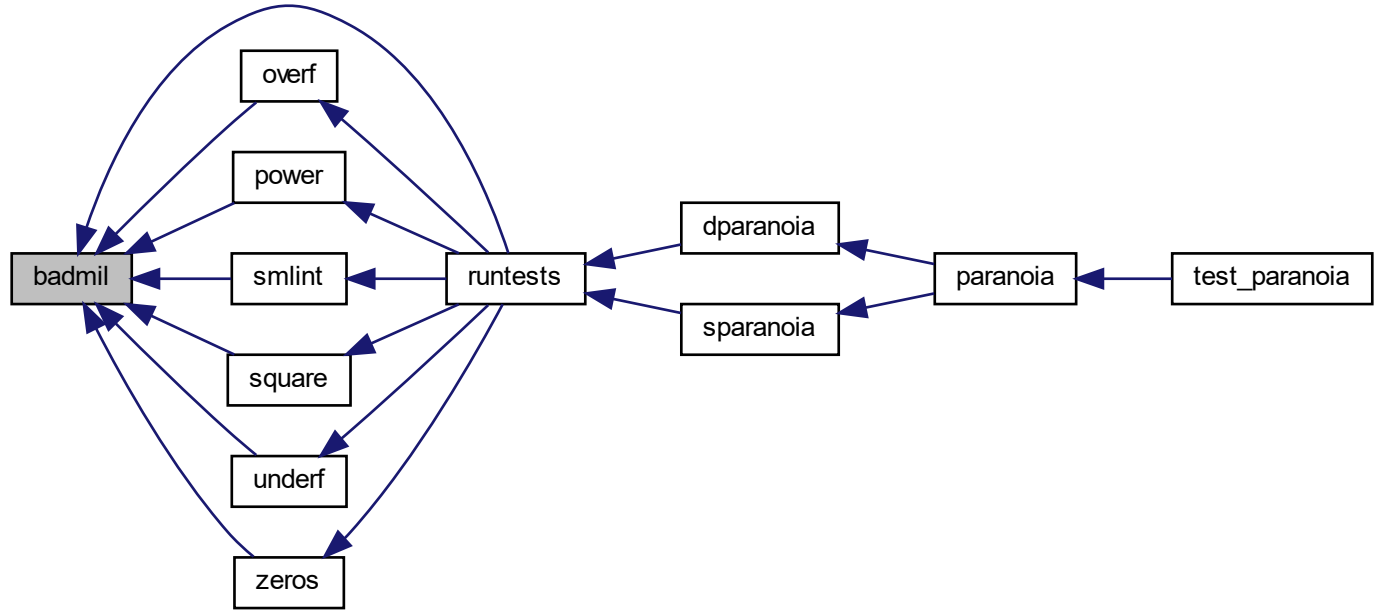 badmil
overf
power
smlint
square
underf
zeros
runtests
dparanoia
sparanoia
paranoia
test_paranoia